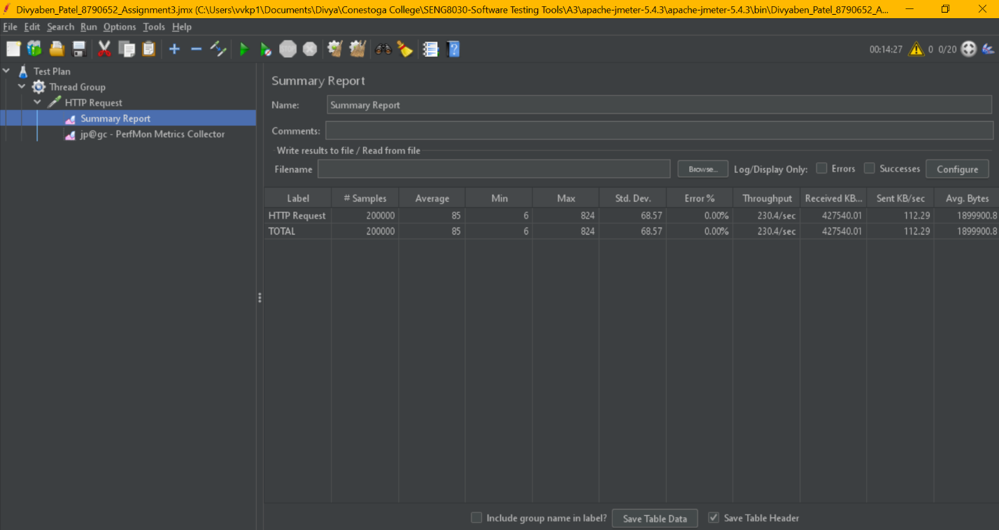 Divyaben_Patel_8790652_Assignment3.jmx (C:\Users\vvkp1\Documents\Divya\Conestoga College\SENG8030-Software Testing Tools\A3\apache-jmeter-5.4.3\apache-jmeter-5.4.3\bin\Divyaben_Patel_8790652_A...
File Edit Search Run Options Tools Help
STOP 00:14:27 0 0/20
Test Plan
Thread Group
HTTP Request
Summary Report
jp@gc - PerfMon Metrics Collector
Summary Report
Name: Summary Report
Comments:
Write results to file / Read from file
Filename Browse... Log/Display Only: Errors Successes Configure
Label # Samples Average Min Max Std. Dev. Error % Throughput Received KB... Sent KB/sec Avg. Bytes
HTTP Request 200000 85 6 824 68.57 0.00% 230.4/sec 427540.01 112.29 1899900.8
TOTAL 200000 85 6 824 68.57 0.00% 230.4/sec 427540.01 112.29 1899900.8
Include group name in label? Save Table Data Save Table Header